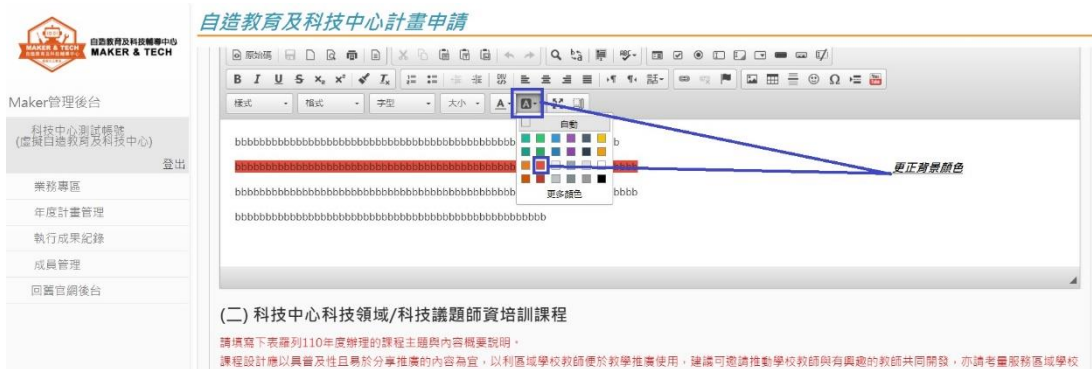 自造教育及科技中心計畫申請
自造教育及科技輔導中心
MAKER & TECH
MAKER & TECH
原始碼
B I U S x₂ x² Tx
樣式 格式 字型 大小 A A
自動
更多顏色
Maker管理後台
科技中心測試帳號
(虛擬自造教育及科技中心)
登出
業務專區
年度計畫管理
執行成果記錄
成員管理
回舊官網後台
更正背景顏色
(二) 科技中心科技領域/科技議題師資培訓課程
請填寫下表羅列110年度辦理的課程主題與內容概要說明。
課程設計應以具普及性且易於分享推廣的內容為宜，以利區域學校教師便於教學推廣使用，建議可邀請推動學校教師與有興趣的教師共同開發，亦請考量服務區域學校